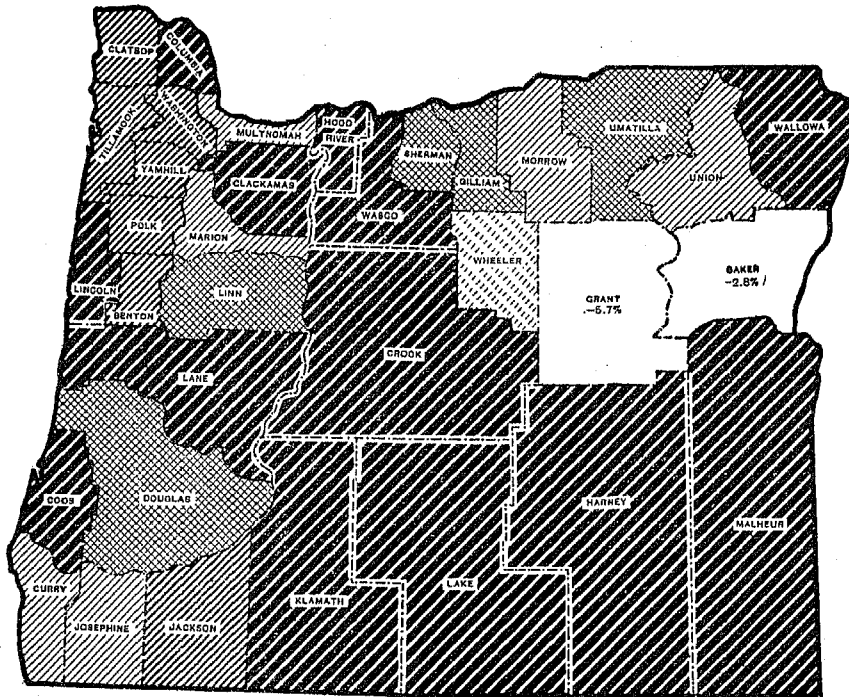 CLATSOP
COLUMBIA
TILLAMOOK
WASHINGTON
MULTNOMAH
HOOD
RIVER
SHERMAN
GILLIAM
MORROW
UMATILLA
UNION
WALLOWA
YAMHILL
CLACKAMAS
WASCO
POLK
MARION
WHEELER
GRANT
-5.7%
BAKER
-2.8%
LINCOLN
BENTON
LINN
CROOK
LANE
COOS
DOUGLAS
HARNEY
MALHEUR
CURRY
JOSEPHINE
JACKSON
KLAMATH
LAKE